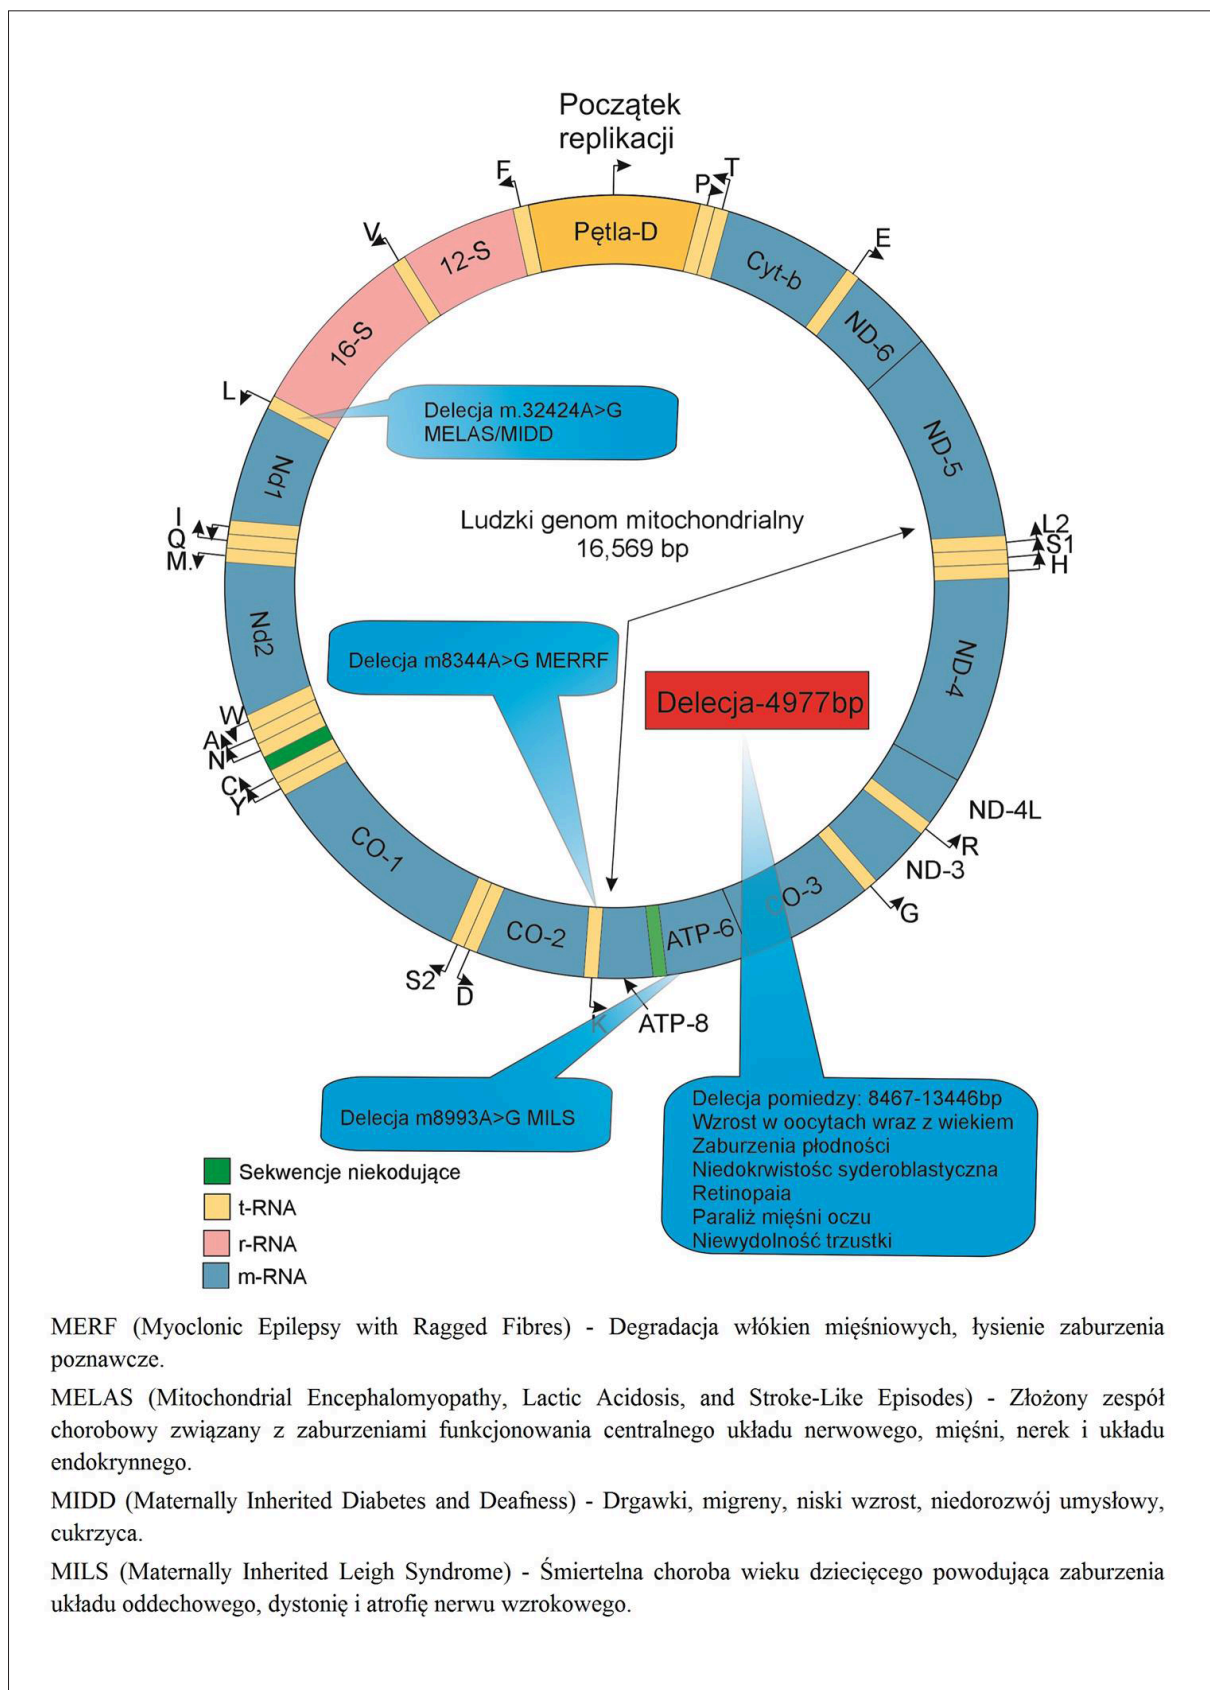 Początek
replikacji
F
P
T
V
12-S
Pętla-D
Cyt-b
E
16-S
ND-6
L
Delecja m.32424A>G
MELAS/MIDD
ND-5
Nd1
I
Q
M.
Ludzki genom mitochondrialny
16,569 bp
L2
S1
H
Nd2
Delecja m8344A>G MERRF
ND-4
Delecja-4977bp
W
A
N
C
Y
ND-4L
R
CO-1
ND-3
CO-3
G
CO-2
ATP-6
S2
D
K
ATP-8
Delecja m8993A>G MILS
Delecja pomiedzy: 8467-13446bp
Wzrost w oocytach wraz z wiekiem
Zaburzenia płodności
Niedokrwistośc syderoblastyczna
Retinopaia
Paraliż mięśni oczu
Niewydolność trzustki
Sekwencje niekodujące
t-RNA
r-RNA
m-RNA
MERF (Myoclonic Epilepsy with Ragged Fibres) - Degradacja włókien mięśniowych, łysienie zaburzenia
poznawcze.
MELAS (Mitochondrial Encephalomyopathy, Lactic Acidosis, and Stroke-Like Episodes) - Złożony zespół
chorobowy związany z zaburzeniami funkcjonowania centralnego układu nerwowego, mięśni, nerek i układu
endokrynnego.
MIDD (Maternally Inherited Diabetes and Deafness) - Drgawki, migreny, niski wzrost, niedorozwój umysłowy,
cukrzyca.
MILS (Maternally Inherited Leigh Syndrome) - Śmiertelna choroba wieku dziecięcego powodująca zaburzenia
układu oddechowego, dystonię i atrofię nerwu wzrokowego.